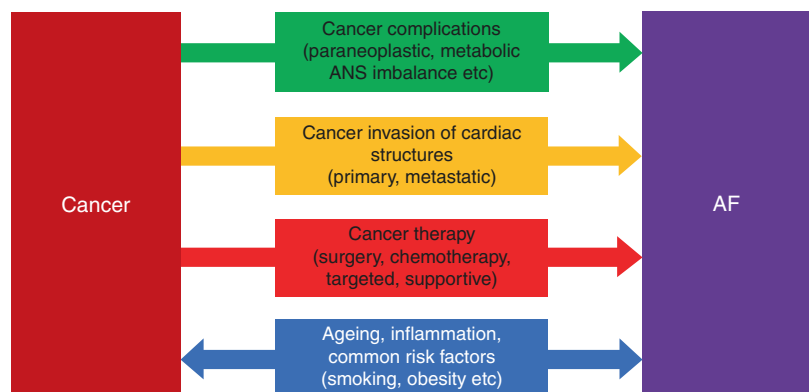 Cancer
Cancer complications
(paraneoplastic, metabolic
ANS imbalance etc)
Cancer invasion of cardiac
structures
(primary, metastatic)
Cancer therapy
(surgery, chemotherapy,
targeted, supportive)
Ageing, inflammation,
common risk factors
(smoking, obesity etc)
AF